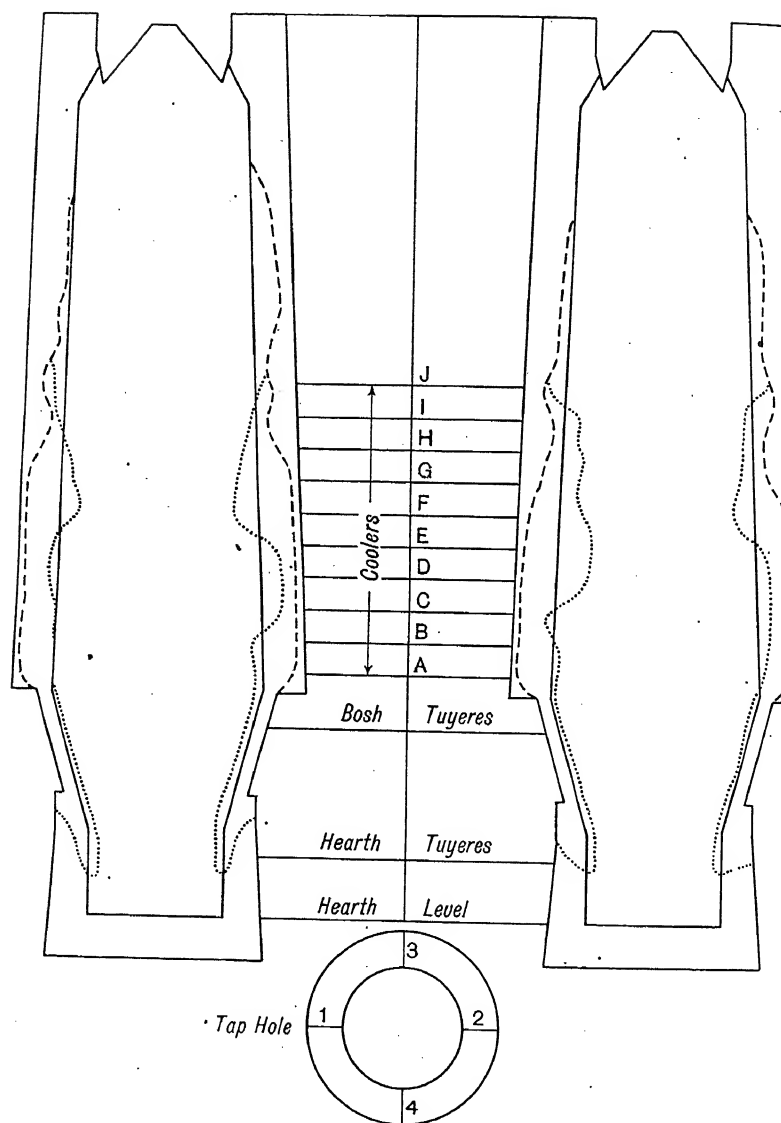 J
I
H
G
F
E
D
C
B
A
Coolers
Bosh Tuyeres
Hearth Tuyeres
Hearth Level
3
1 2
Tap Hole
4